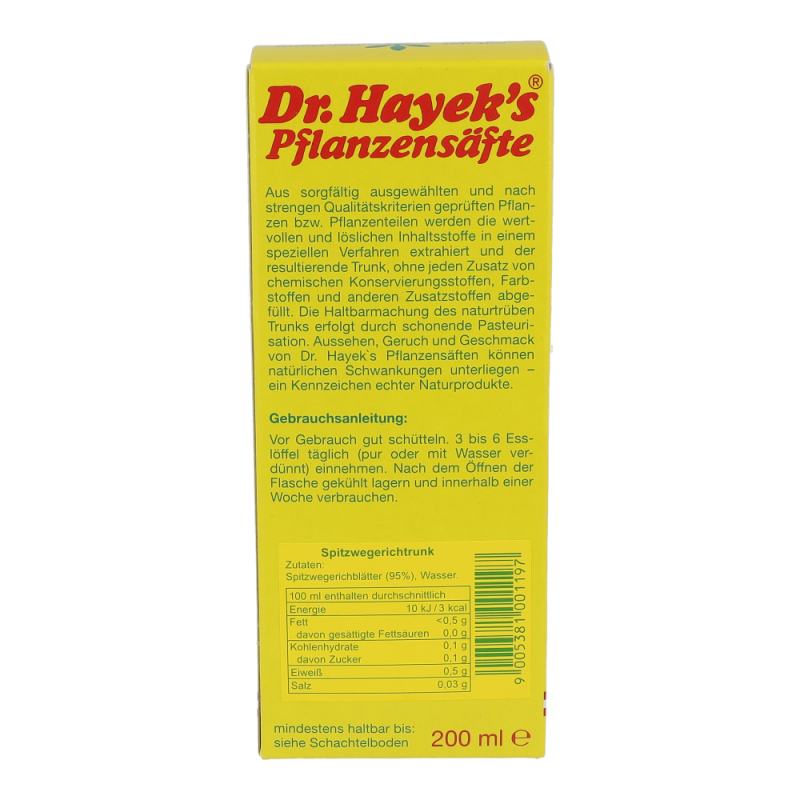 Dr. Hayek's®
Pflanzensäfte
Aus sorgfältig ausgewählten und nach
strengen Qualitätskriterien geprüften Pflan-
zen bzw. Pflanzenteilen werden die wert-
vollen und löslichen Inhaltsstoffe in einem
speziellen Verfahren extrahiert und der
resultierende Trunk, ohne jeden Zusatz von
chemischen Konservierungsstoffen, Farb-
stoffen und anderen Zusatzstoffen abge-
füllt. Die Haltbarmachung des naturtrüben
Trunks erfolgt durch schonende Pasteuri-
sation. Aussehen, Geruch und Geschmack
von Dr. Hayek`s Pflanzensäften können
natürlichen Schwankungen unterliegen –
ein Kennzeichen echter Naturprodukte.
Gebrauchsanleitung:
Vor Gebrauch gut schütteln. 3 bis 6 Ess-
löffel täglich (pur oder mit Wasser ver-
dünnt) einnehmen. Nach dem Öffnen der
Flasche gekühlt lagern und innerhalb einer
Woche verbrauchen.
Spitzwegerichtrunk
Zutaten:
Spitzwegerichblätter (95%), Wasser.
100 ml enthalten durchschnittlich
Energie 10 kJ / 3 kcal
Fett <0,5 g
davon gesättigte Fettsäuren 0,0 g
Kohlenhydrate 0,1 g
davon Zucker 0,1 g
Eiweiß 0,5 g
Salz 0,03 g
9 005381 001197
mindestens haltbar bis:
siehe Schachtelboden
200 ml ℮